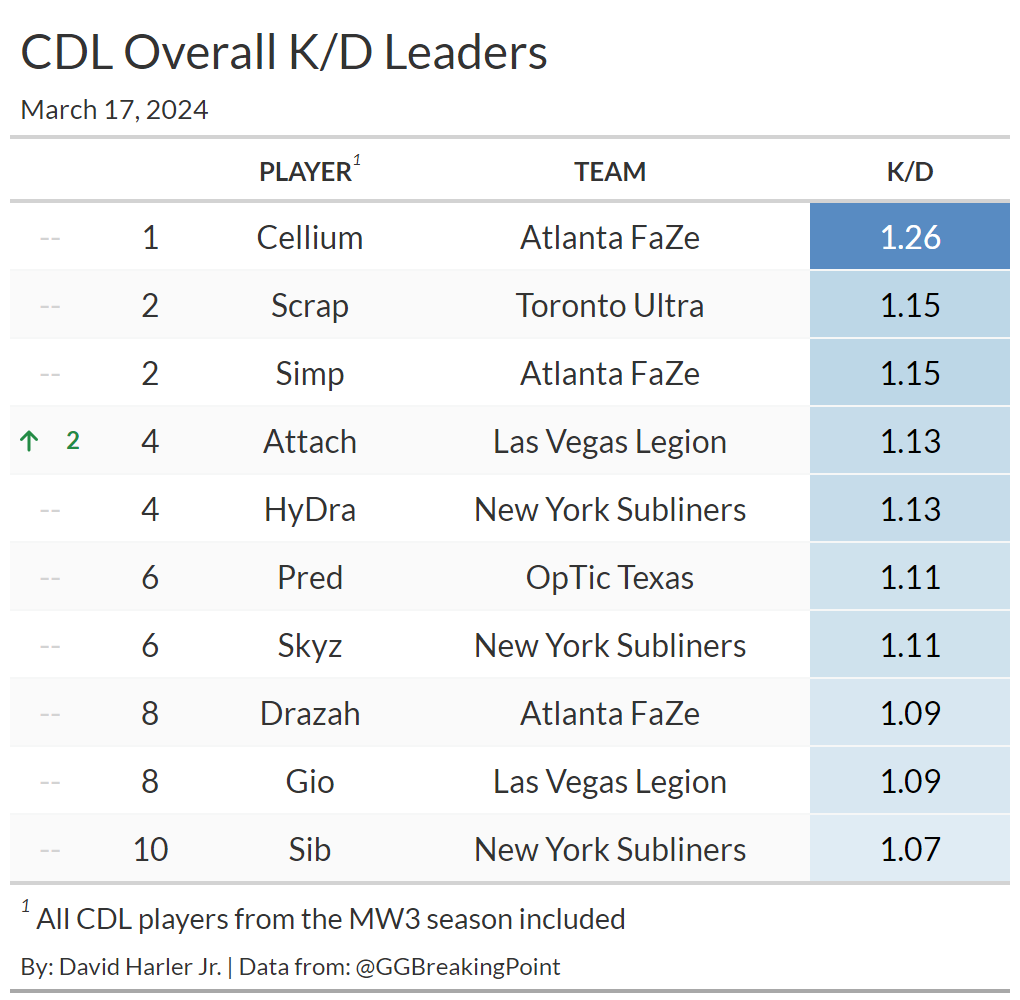 CDL Overall K/D Leaders
March 17, 2024
PLAYER1 TEAM K/D
-- 1 Cellium Atlanta FaZe 1.26
-- 2 Scrap Toronto Ultra 1.15
-- 2 Simp Atlanta FaZe 1.15
↑ 2 4 Attach Las Vegas Legion 1.13
-- 4 HyDra New York Subliners 1.13
-- 6 Pred OpTic Texas 1.11
-- 6 Skyz New York Subliners 1.11
-- 8 Drazah Atlanta FaZe 1.09
-- 8 Gio Las Vegas Legion 1.09
-- 10 Sib New York Subliners 1.07
1 All CDL players from the MW3 season included
By: David Harler Jr. | Data from: @GGBreakingPoint